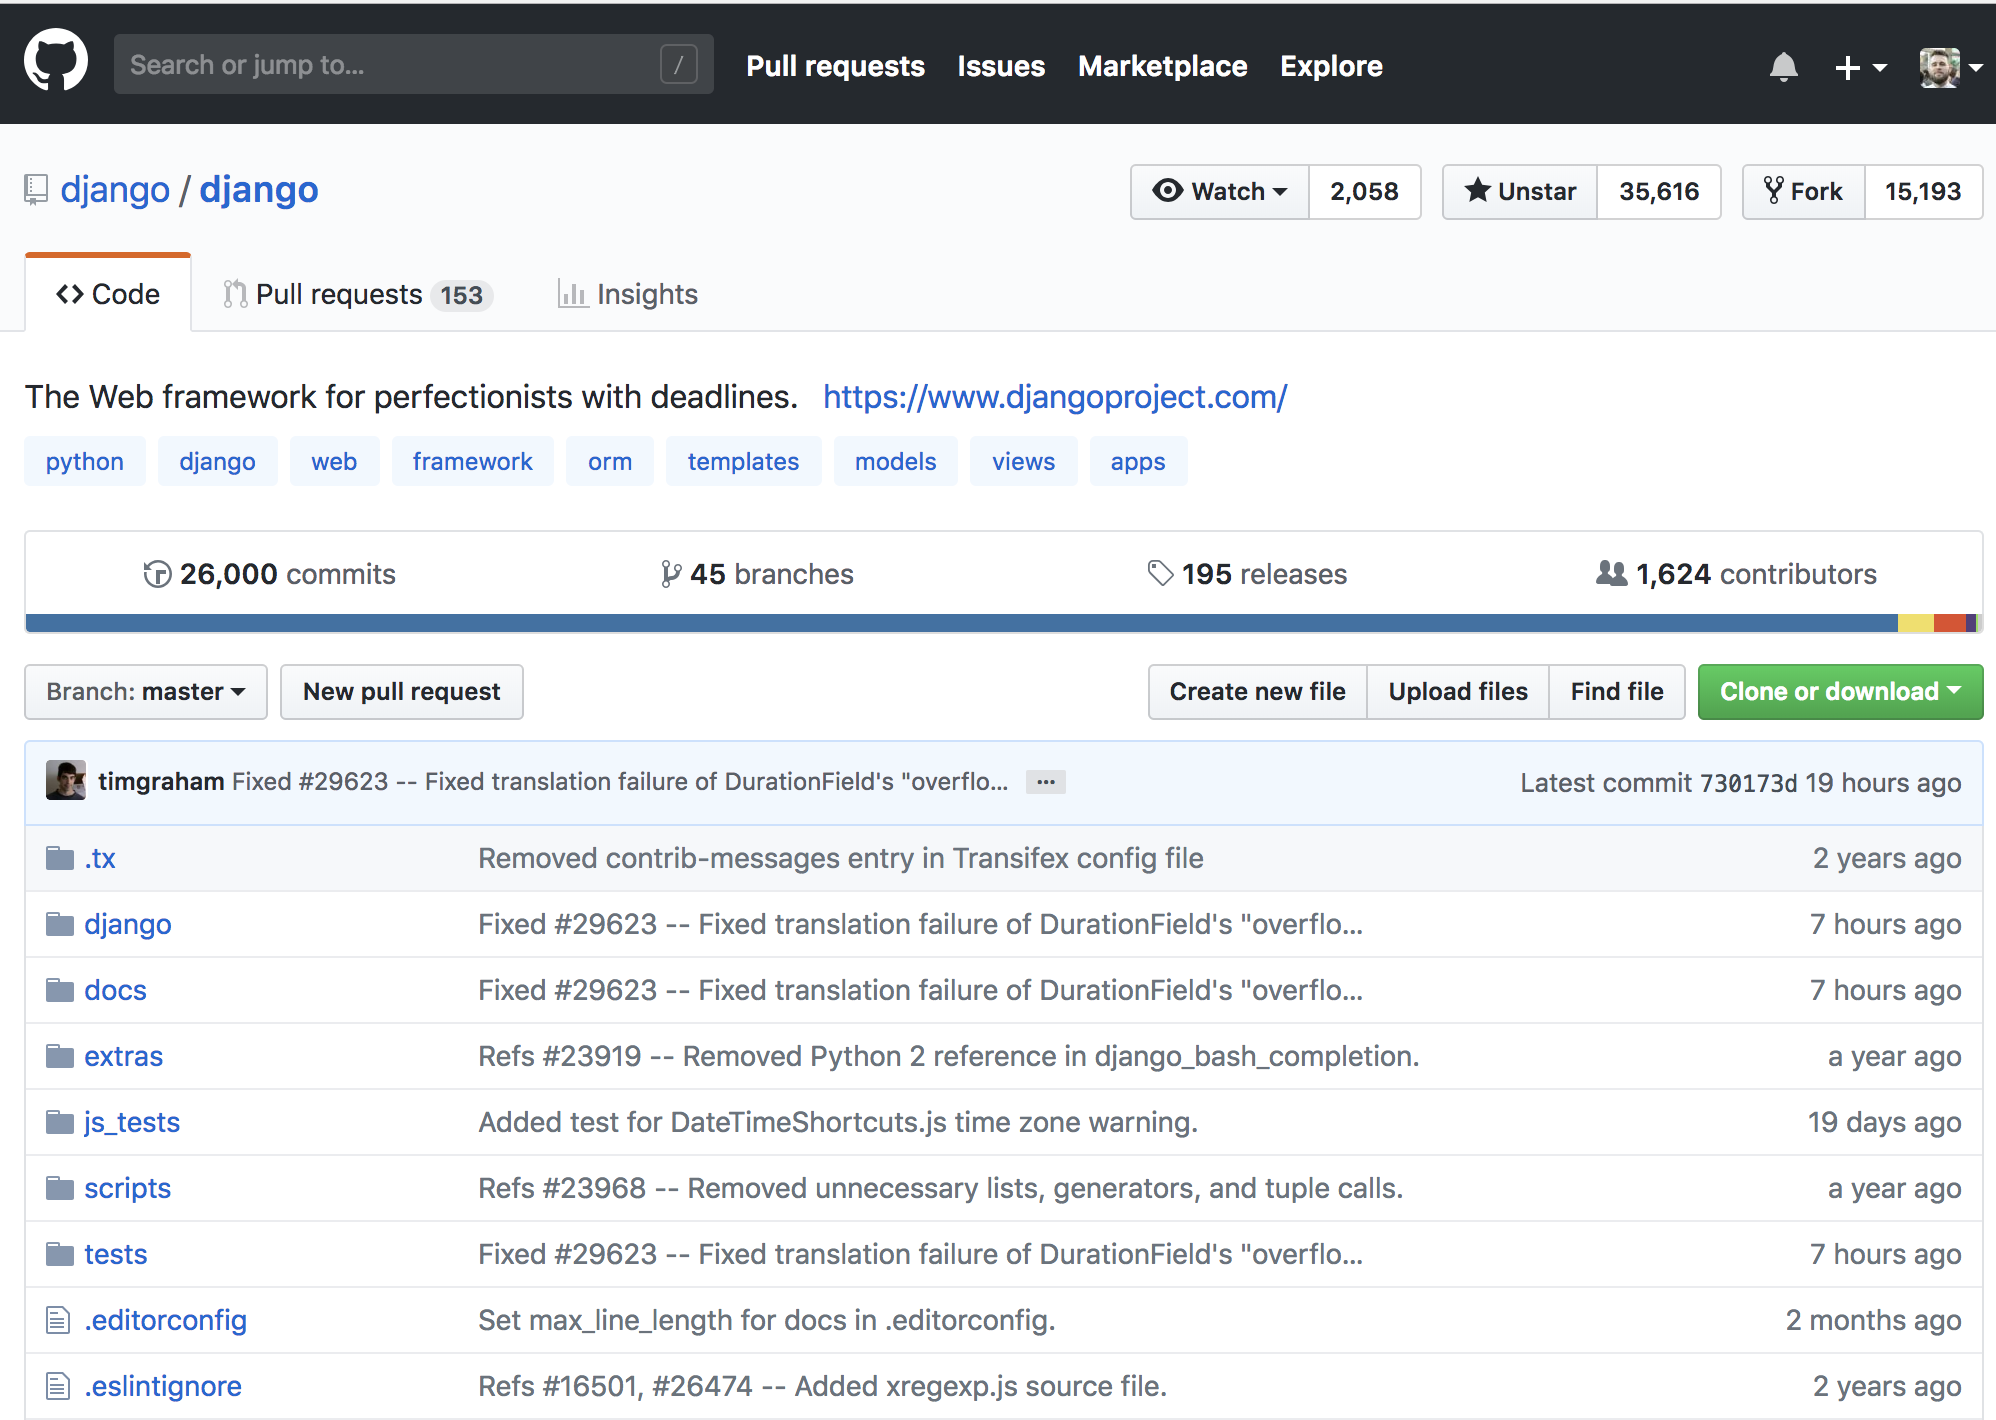 Search or jump to... /
Pull requests Issues Marketplace Explore
django / django
Watch 2,058 Unstar 35,616 Fork 15,193
Code Pull requests 153 Insights
The Web framework for perfectionists with deadlines. https://www.djangoproject.com/
python django web framework orm templates models views apps
26,000 commits 45 branches 195 releases 1,624 contributors
Branch: master New pull request Create new file Upload files Find file Clone or download
timgraham Fixed #29623 -- Fixed translation failure of DurationField's "overflo... ... Latest commit 730173d 19 hours ago
.tx Removed contrib-messages entry in Transifex config file 2 years ago
django Fixed #29623 -- Fixed translation failure of DurationField's "overflo... 7 hours ago
docs Fixed #29623 -- Fixed translation failure of DurationField's "overflo... 7 hours ago
extras Refs #23919 -- Removed Python 2 reference in django_bash_completion. a year ago
js_tests Added test for DateTimeShortcuts.js time zone warning. 19 days ago
scripts Refs #23968 -- Removed unnecessary lists, generators, and tuple calls. a year ago
tests Fixed #29623 -- Fixed translation failure of DurationField's "overflo... 7 hours ago
.editorconfig Set max_line_length for docs in .editorconfig. 2 months ago
.eslintignore Refs #16501, #26474 -- Added xregexp.js source file. 2 years ago